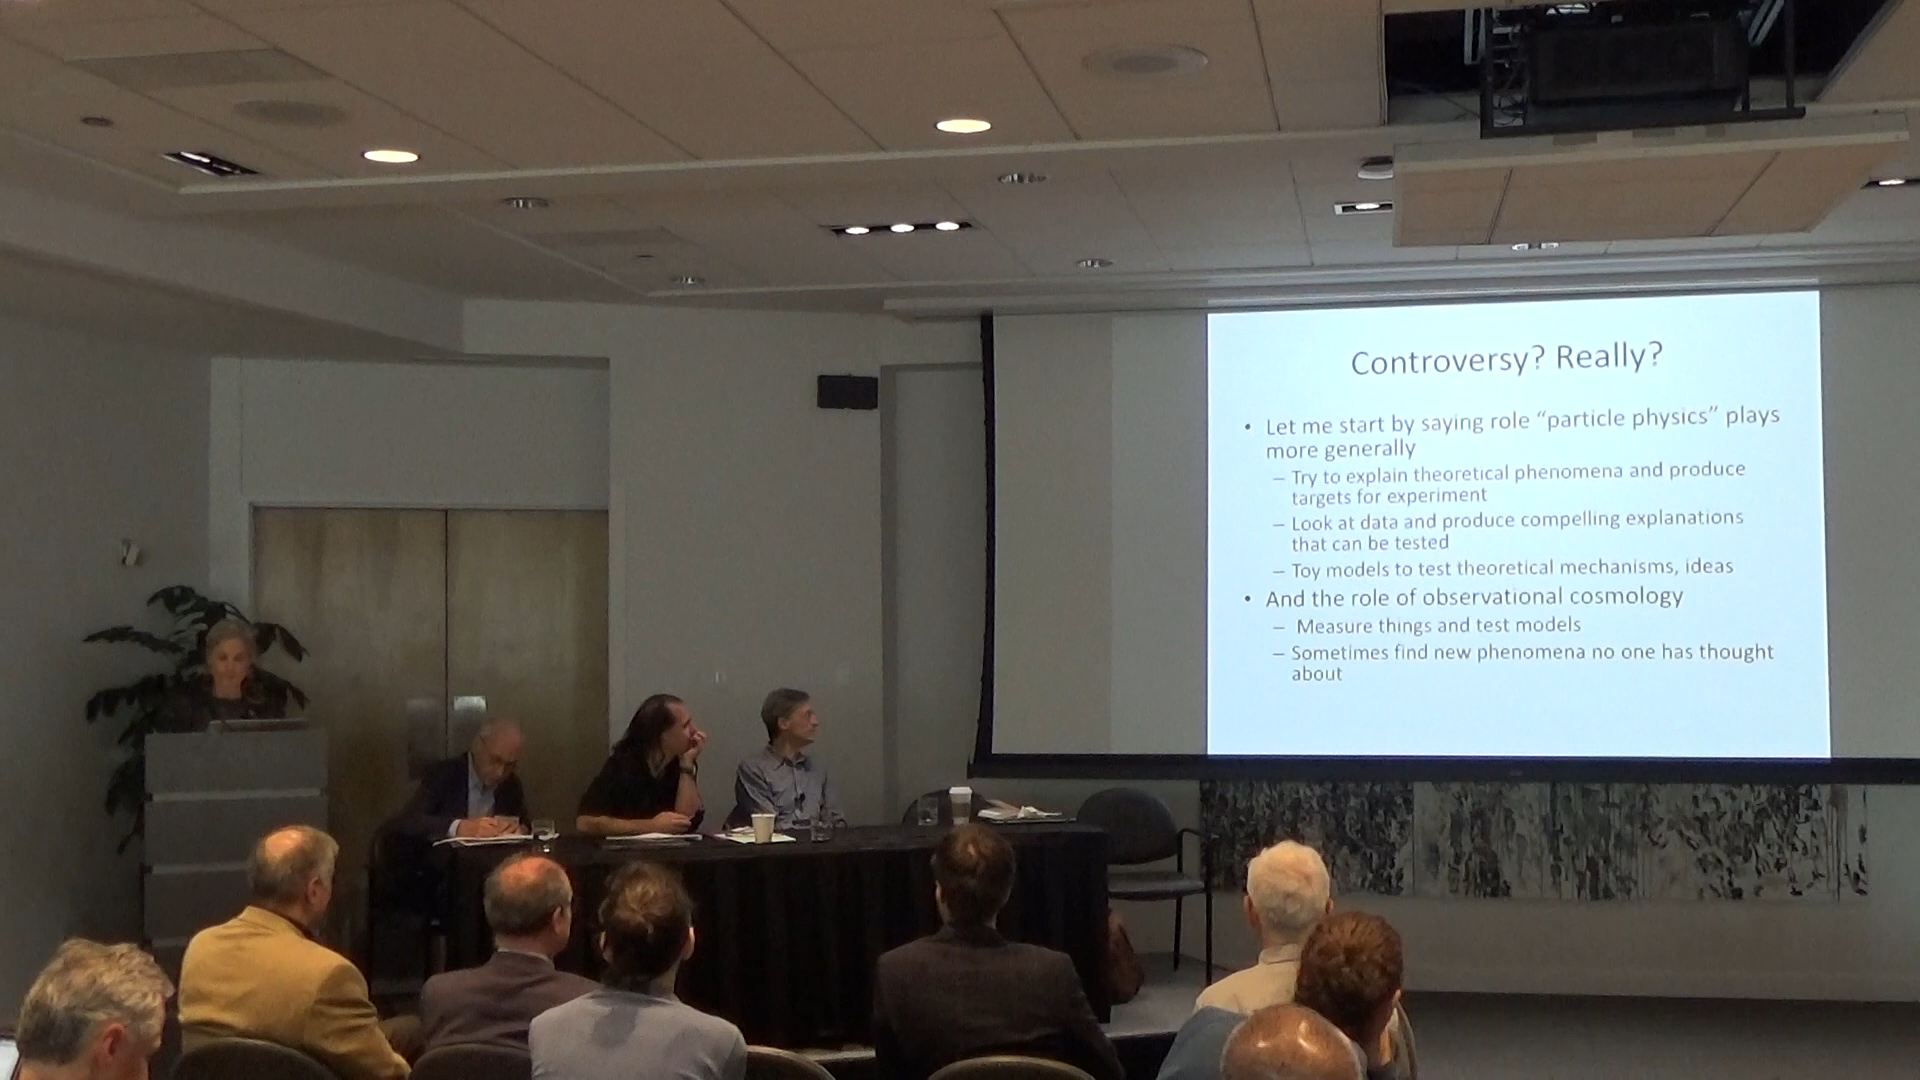 Controversy? Really?
• Let me start by saying role “particle physics” plays
more generally
– Try to explain theoretical phenomena and produce
targets for experiment
– Look at data and produce compelling explanations
that can be tested
– Toy models to test theoretical mechanisms, ideas
• And the role of observational cosmology
– Measure things and test models
– Sometimes find new phenomena no one has thought
about